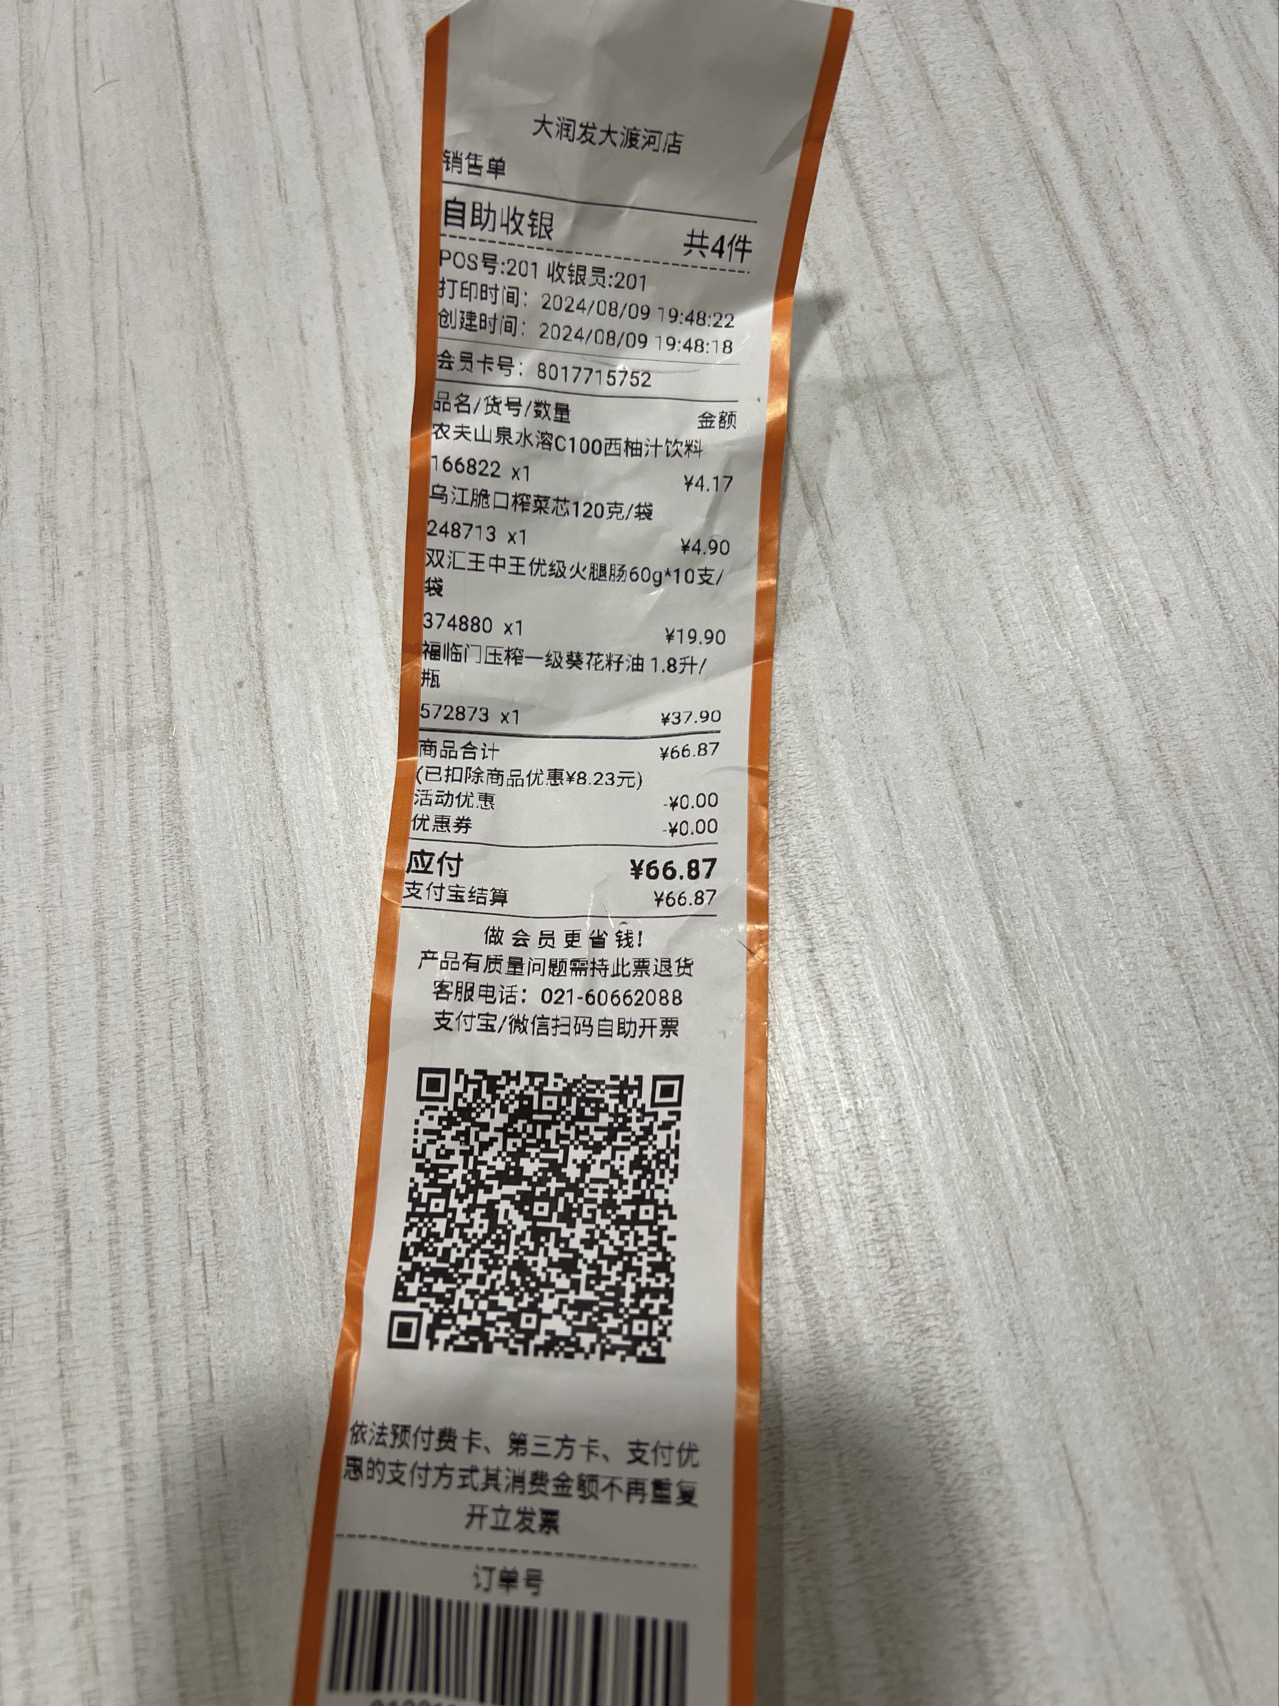 大润发大渡河店
销售单
自助收银 共4件
POS号:201 收银员:201
打印时间：2024/08/09 19:48:22
创建时间：2024/08/09 19:48:18
会员卡号：8017715752
品名/货号/数量 金额
农夫山泉水溶C100西柚汁饮料
166822 x1 ¥4.17
乌江脆口榨菜芯120克/袋
248713 x1 ¥4.90
双汇王中王优级火腿肠60g*10支/
袋
374880 x1 ¥19.90
福临门压榨一级葵花籽油1.8升/
瓶
572873 x1 ¥37.90
商品合计 ¥66.87
(已扣除商品优惠¥8.23元)
活动优惠 -¥0.00
优惠券 -¥0.00
应付 ¥66.87
支付宝结算 ¥66.87
做会员更省钱!
产品有质量问题需持此票退货
客服电话：021-60662088
支付宝/微信扫码自助开票
依法预付费卡、第三方卡、支付优
惠的支付方式其消费金额不再重复
开立发票
订单号